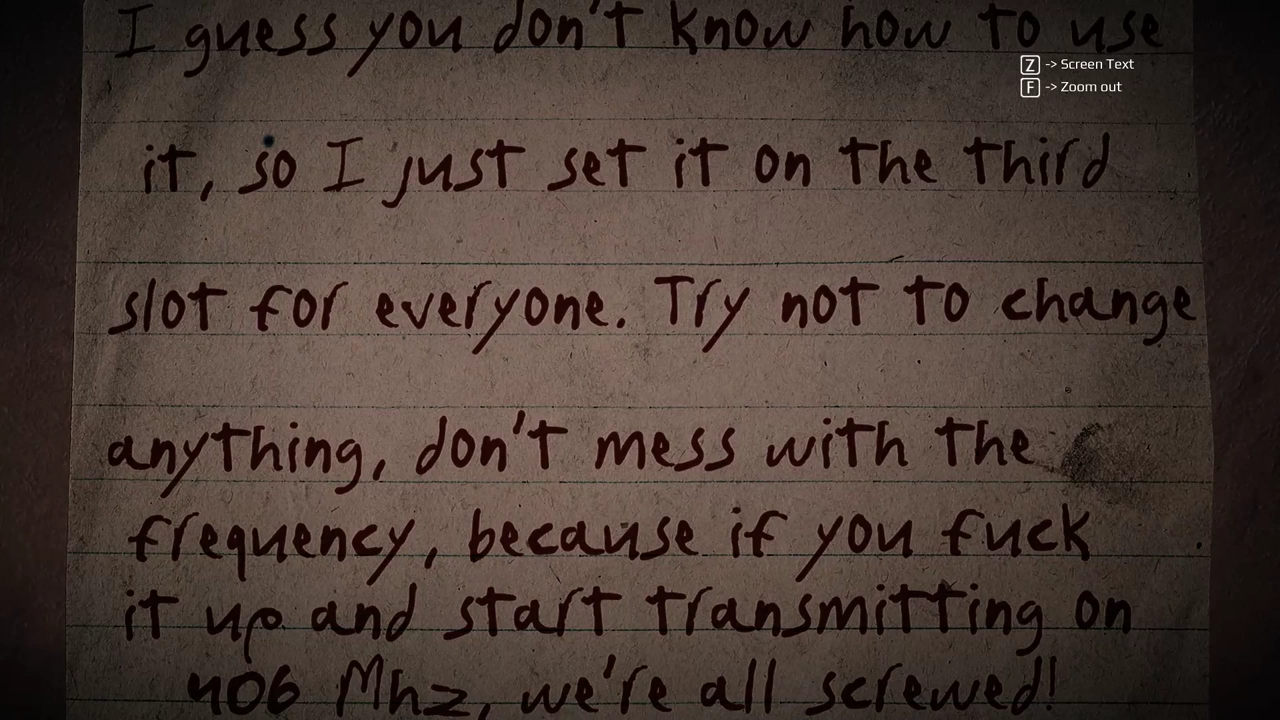 I guess you don't know how to use
Z -> Screen Text
F -> Zoom out
it, so I just set it on the third
slot for everyone. Try not to change
anything, don't mess with the
frequency, because if you fuck
it up and start transmitting on
406 Mhz, we're all screwed!